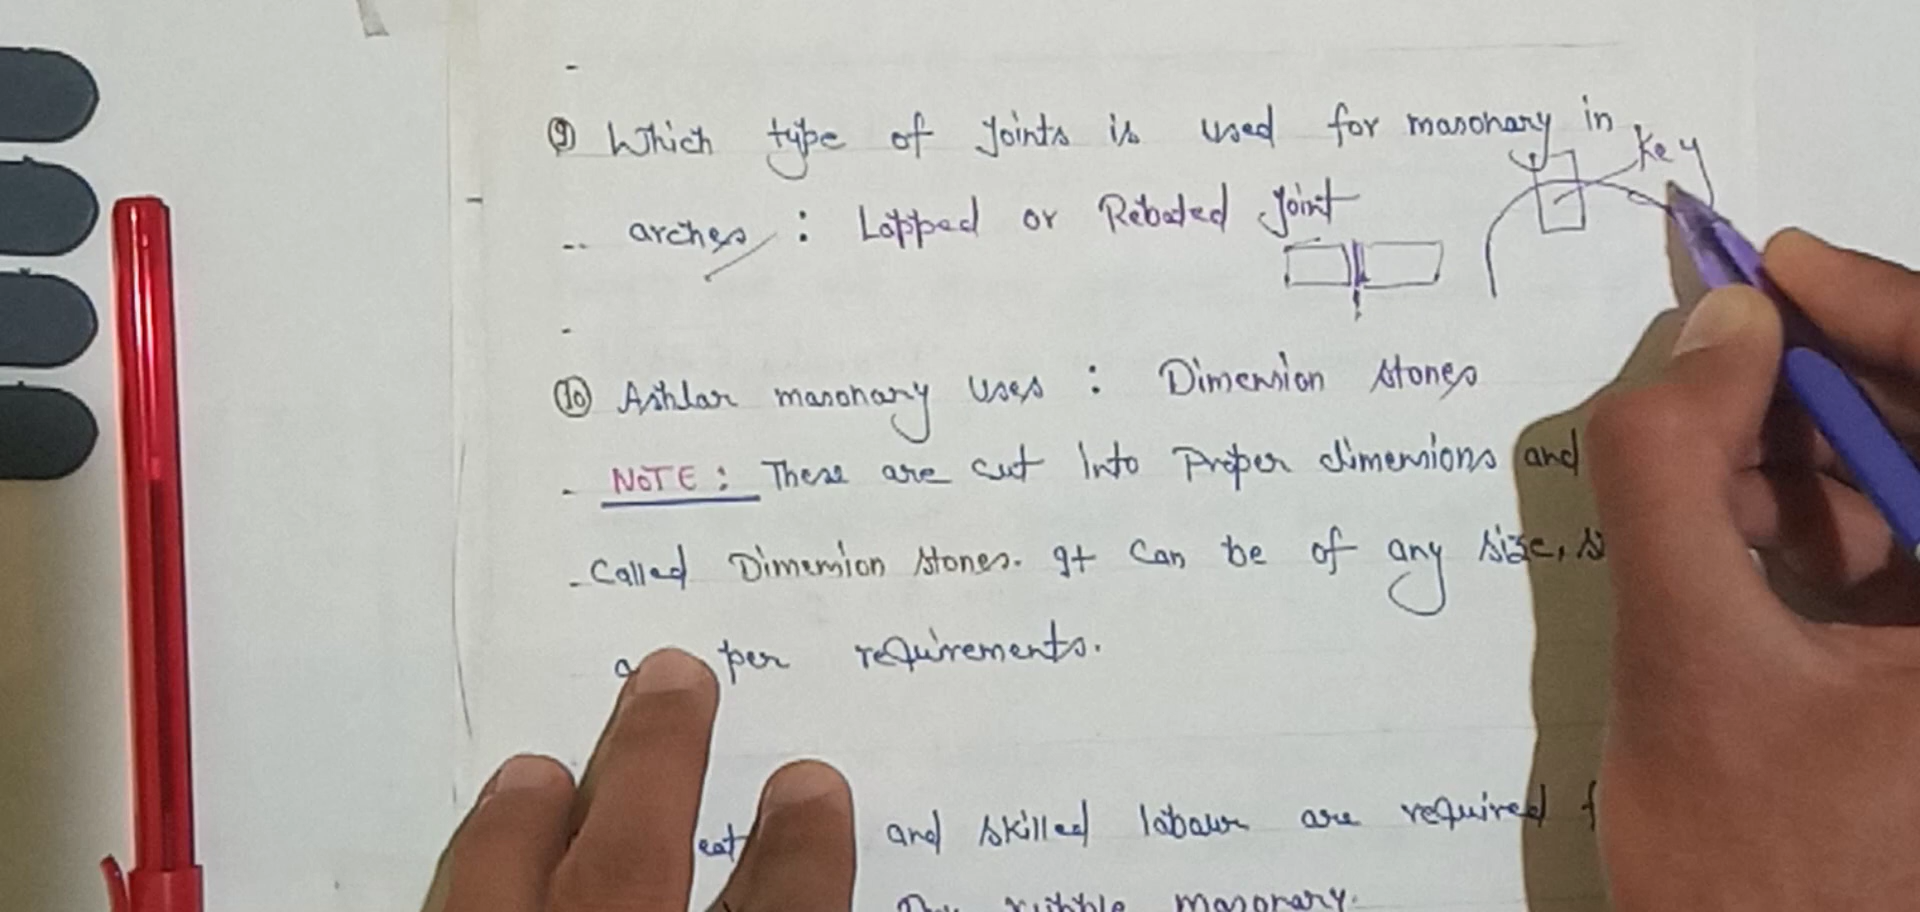 ⑨ Which type of joints is used for masonary in
Key
arches : Lapped or Rebated joint
⑩ Ashlar masonary uses : Dimension stones
NOTE : These are cut into Proper dimensions and
Called Dimension stones. It Can be of any size,
per requirements.
and skilled labour are required
rubble masonary.